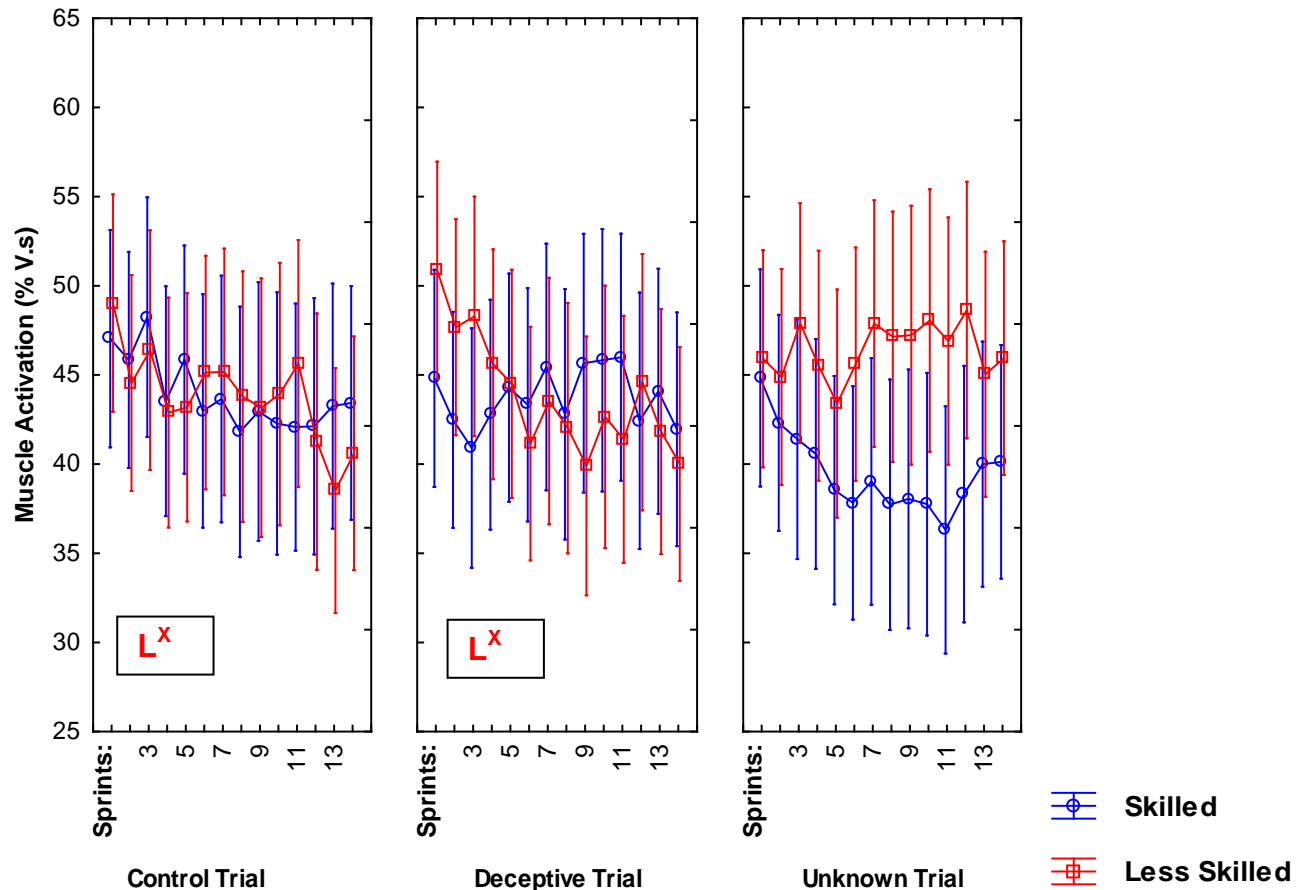 Muscle Activation (% V.s)
65
60
55
50
45
40
35
30
25
L^X
L^X
Sprints: 3 5 7 9 11 13
Sprints: 3 5 7 9 11 13
Sprints: 3 5 7 9 11 13
Control Trial
Deceptive Trial
Unknown Trial
Skilled
Less Skilled